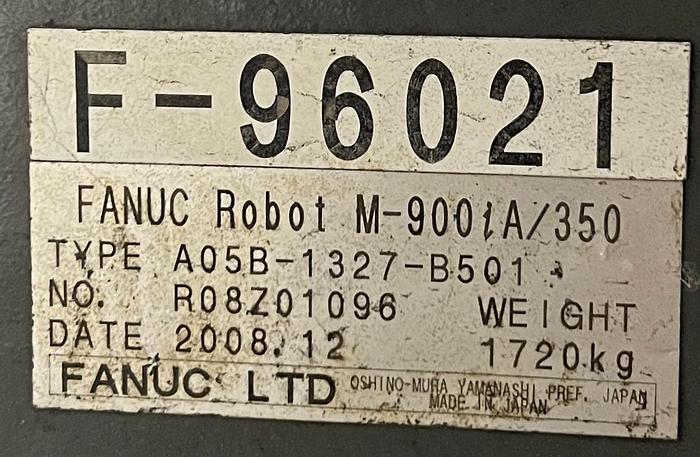 F-96021
FANUC Robot M-900iA/350
TYPE A05B-1327-B501
NO. R08Z01096 WEIGHT
DATE 2008.12 1720kg
FANUC LTD OSHINO-MURA YAMANASHI PREF. JAPAN
MADE IN JAPAN